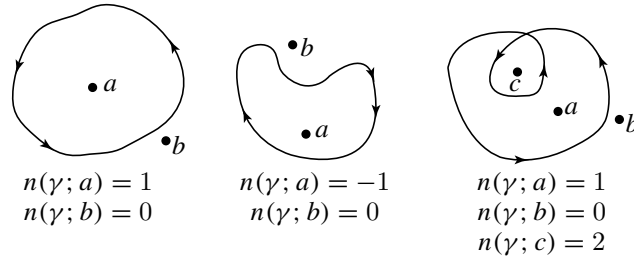 a
b
n(γ; a) = 1
n(γ; b) = 0
b
a
n(γ; a) = −1
n(γ; b) = 0
c
a
b
n(γ; a) = 1
n(γ; b) = 0
n(γ; c) = 2